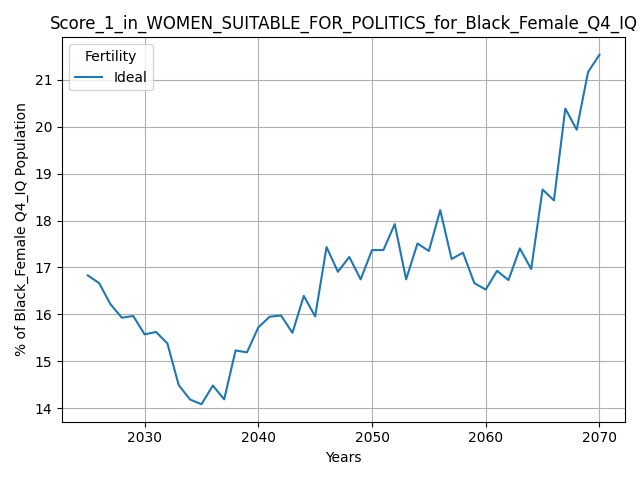 Score_1_in_WOMEN_SUITABLE_FOR_POLITICS_for_Black_Female_Q4_IQ
Fertility
Ideal
% of Black_Female Q4_IQ Population
21
20
19
18
17
16
15
14
2030 2040 2050 2060 2070
Years